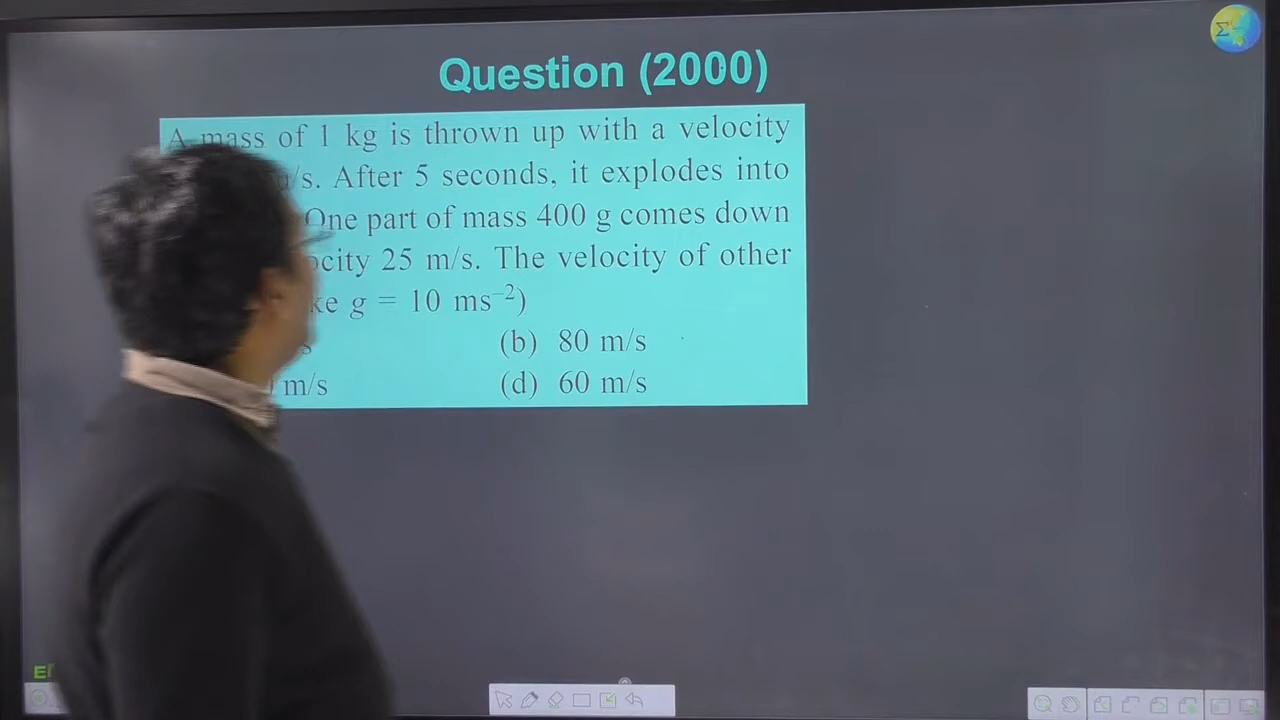 Question (2000)
A mass of 1 kg is thrown up with a velocity
/s. After 5 seconds, it explodes into
One part of mass 400 g comes down
ocity 25 m/s. The velocity of other
ke g = 10 ms⁻²)
s (b) 80 m/s
m/s (d) 60 m/s
Σ